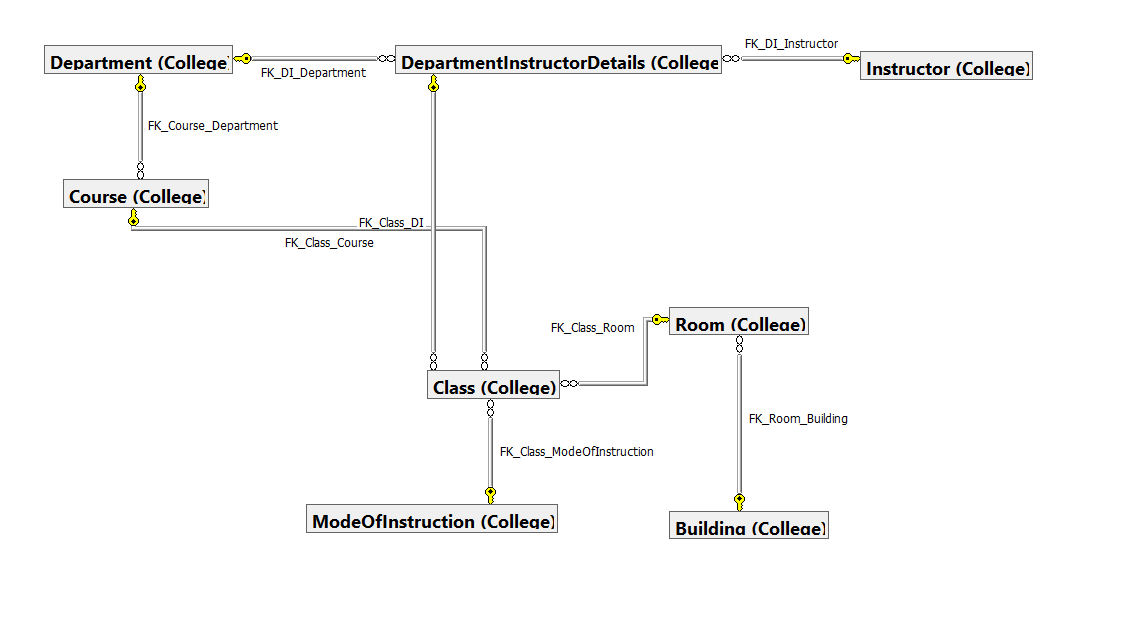 FK_DI_Instructor
Department (College)
DepartmentInstructorDetails (College
Instructor (College)
FK_DI_Department
FK_Course_Department
Course (College)
FK_Class_DI
FK_Class_Course
Room (College)
FK_Class_Room
Class (College)
FK_Room_Building
FK_Class_ModeOfInstruction
ModeOfInstruction (College)
Building (College)